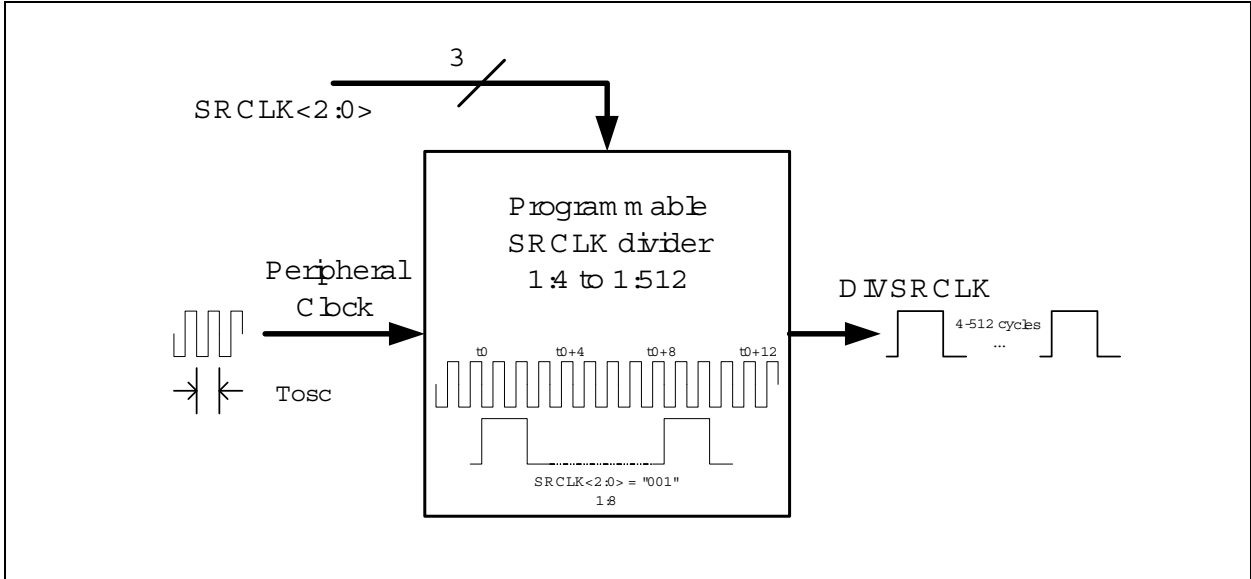 3
SRCLK<2:0>
Programmable
SRCLK divider
1:4 to 1:512
Peripheral
Clock
DIVSRCLK
4-512 cycles
...
t0 t0+4 t0+8 t0+12
Tosc
SRCLK<2:0> = "001"
1:8